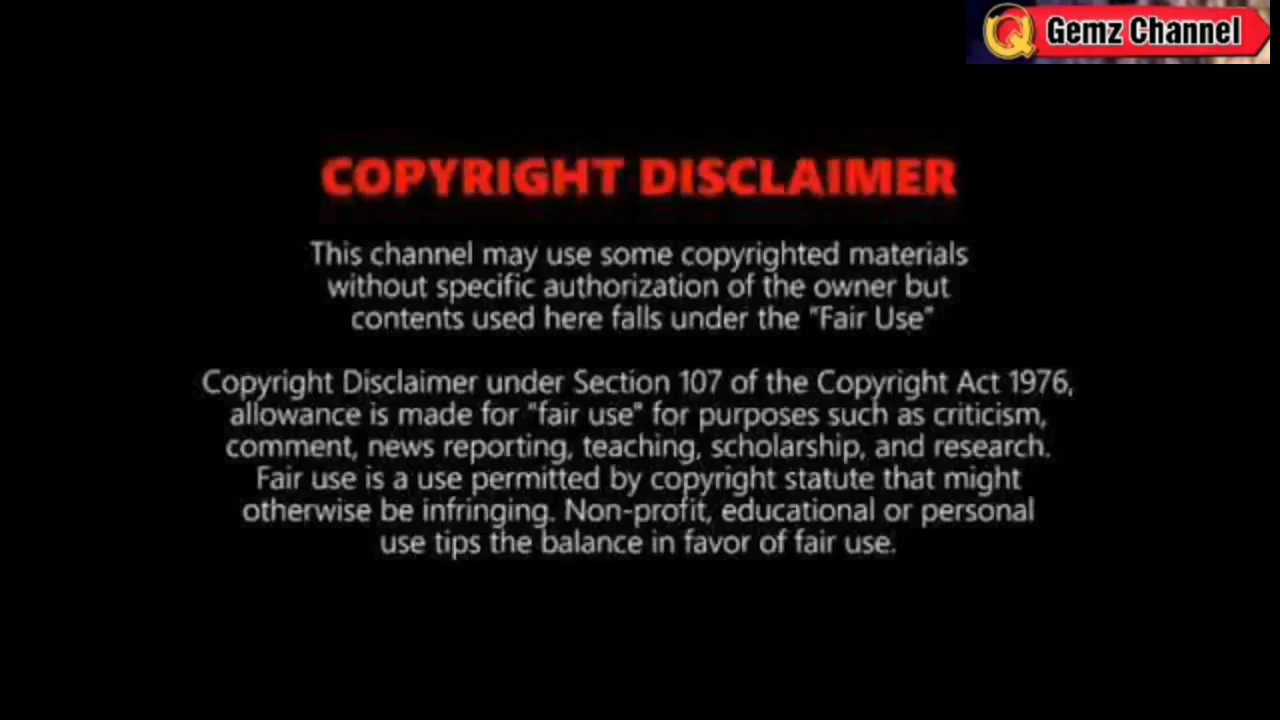 Gemz Channel
COPYRIGHT DISCLAIMER
This channel may use some copyrighted materials
without specific authorization of the owner but
contents used here falls under the "Fair Use"
Copyright Disclaimer under Section 107 of the Copyright Act 1976,
allowance is made for "fair use" for purposes such as criticism,
comment, news reporting, teaching, scholarship, and research.
Fair use is a use permitted by copyright statute that might
otherwise be infringing. Non-profit, educational or personal
use tips the balance in favor of fair use.